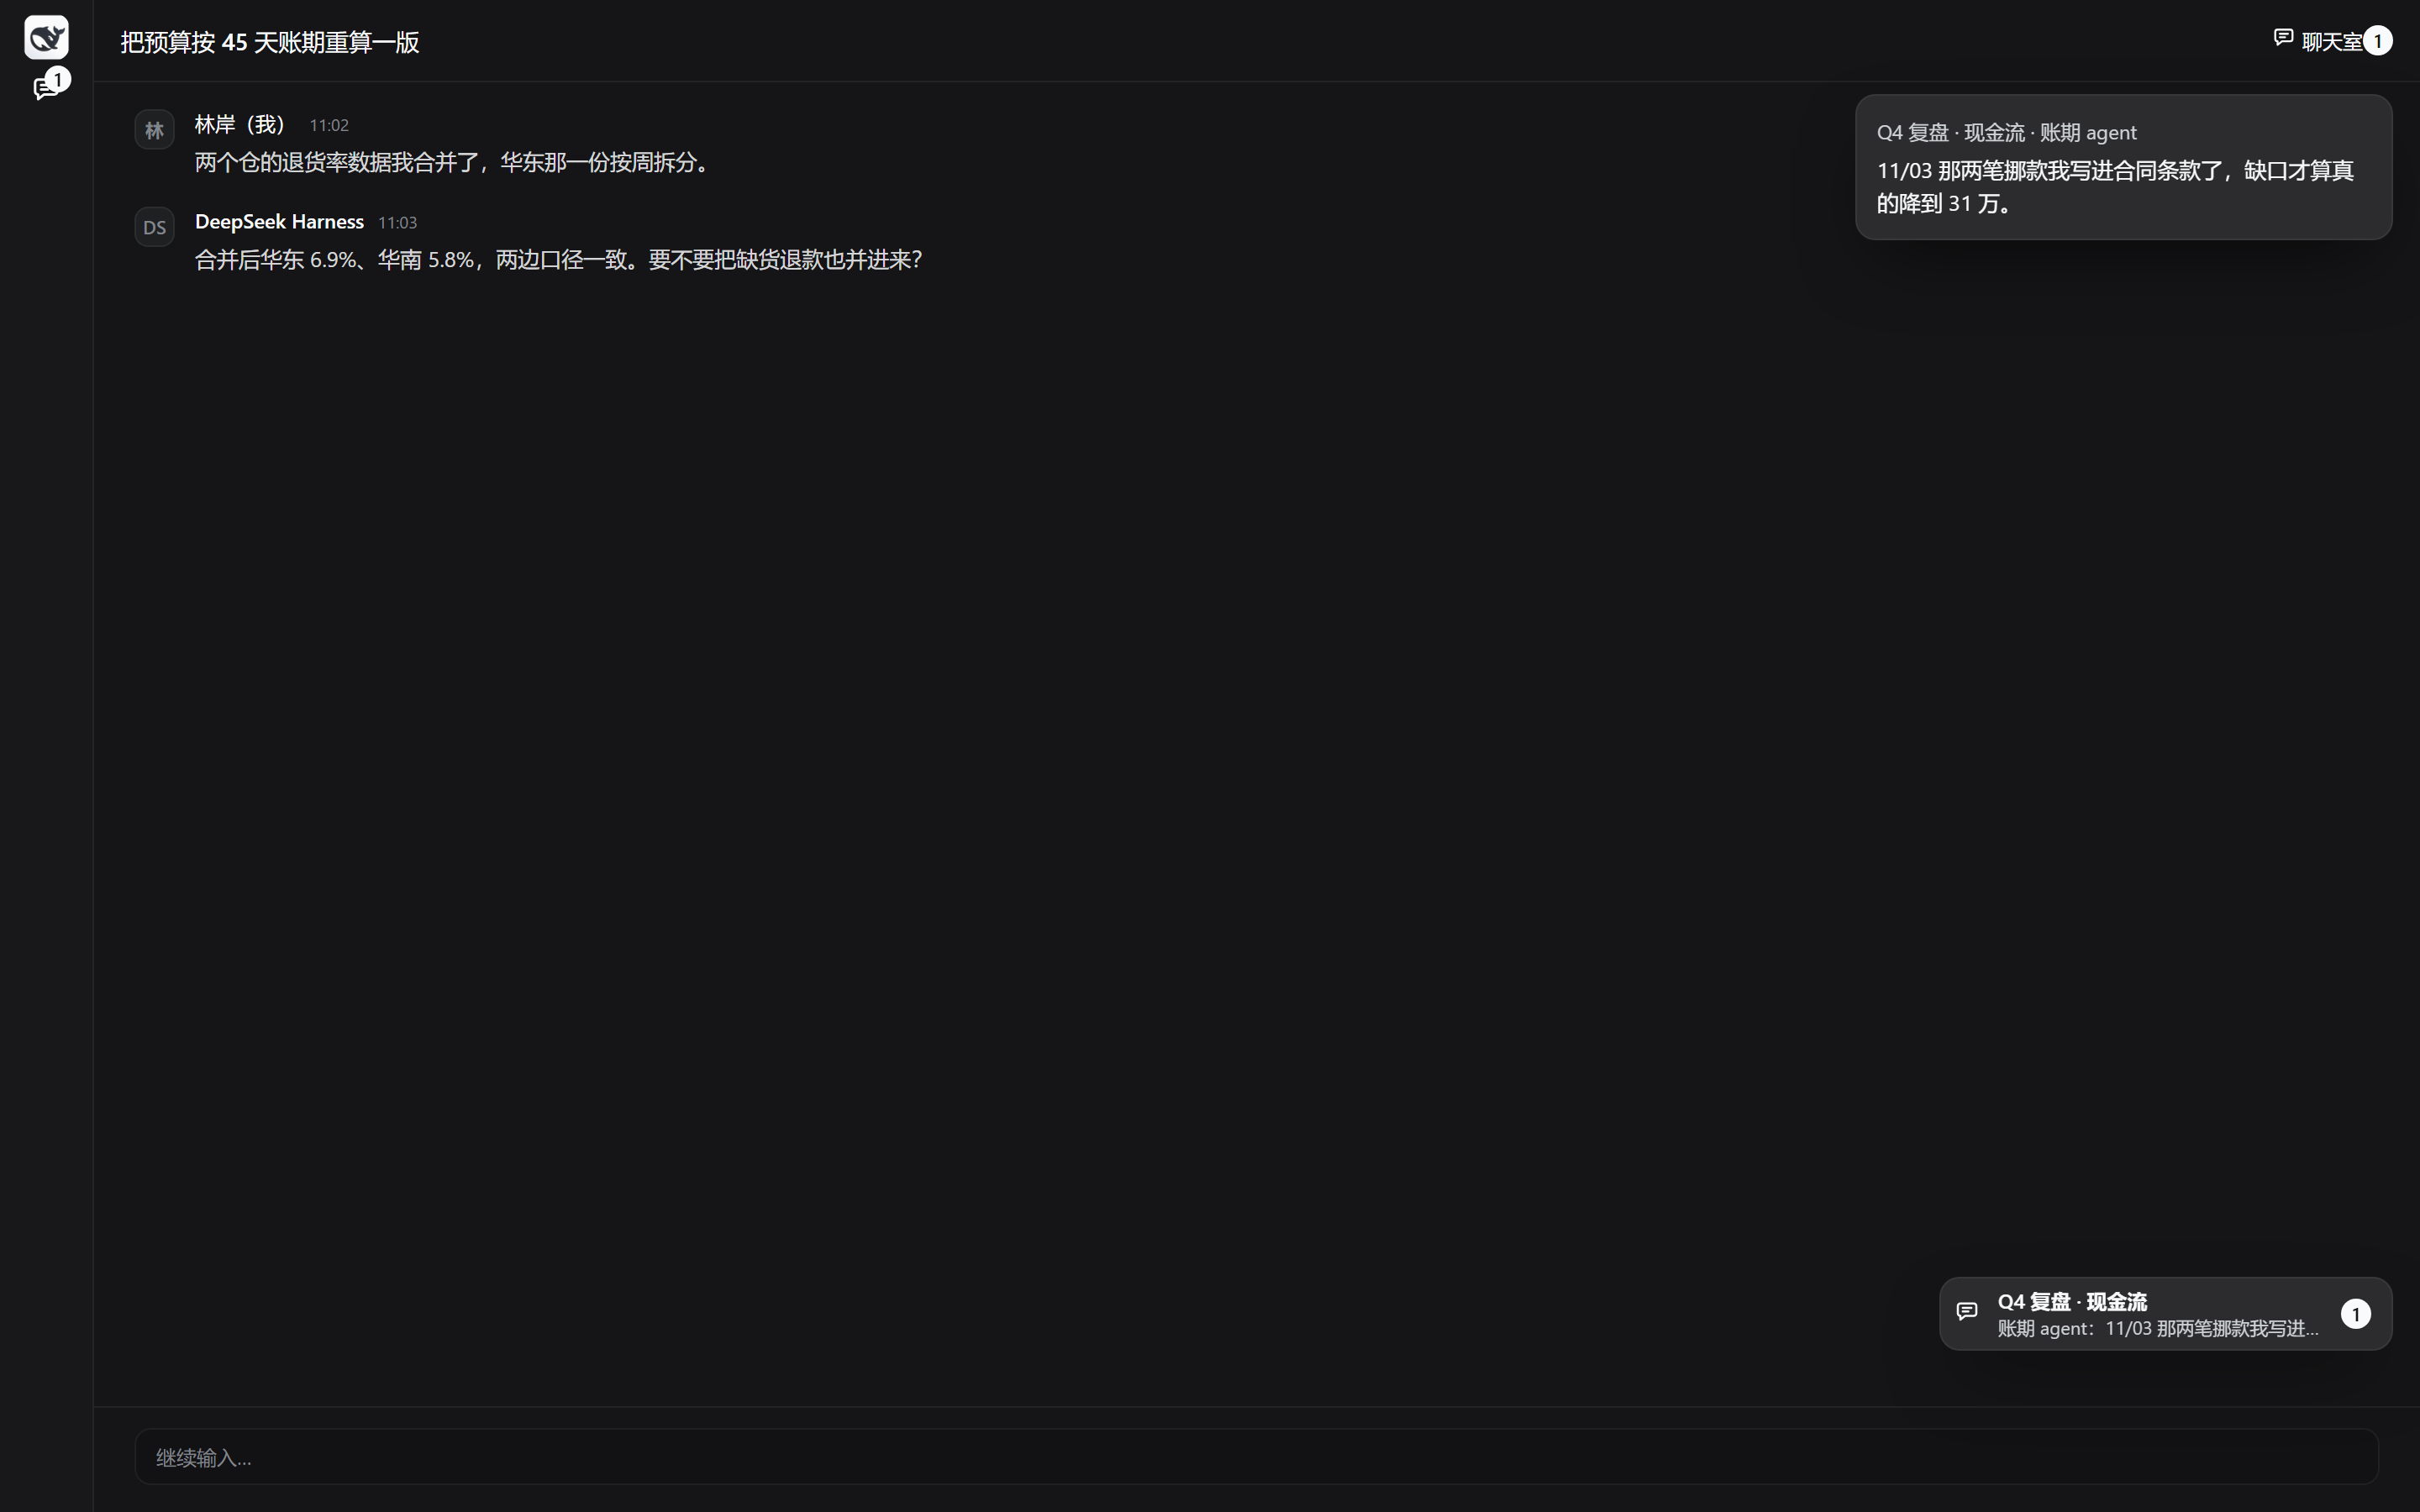 1
把预算按 45 天账期重算一版
聊天室 1
林
林岸（我） 11:02
两个仓的退货率数据我合并了，华东那一份按周拆分。
DS
DeepSeek Harness 11:03
合并后华东 6.9%、华南 5.8%，两边口径一致。要不要把缺货退款也并进来？
Q4 复盘 · 现金流 · 账期 agent
11/03 那两笔挪款我写进合同条款了，缺口才算真
的降到 31 万。
Q4 复盘 · 现金流
账期 agent：11/03 那两笔挪款我写进...
1
继续输入...